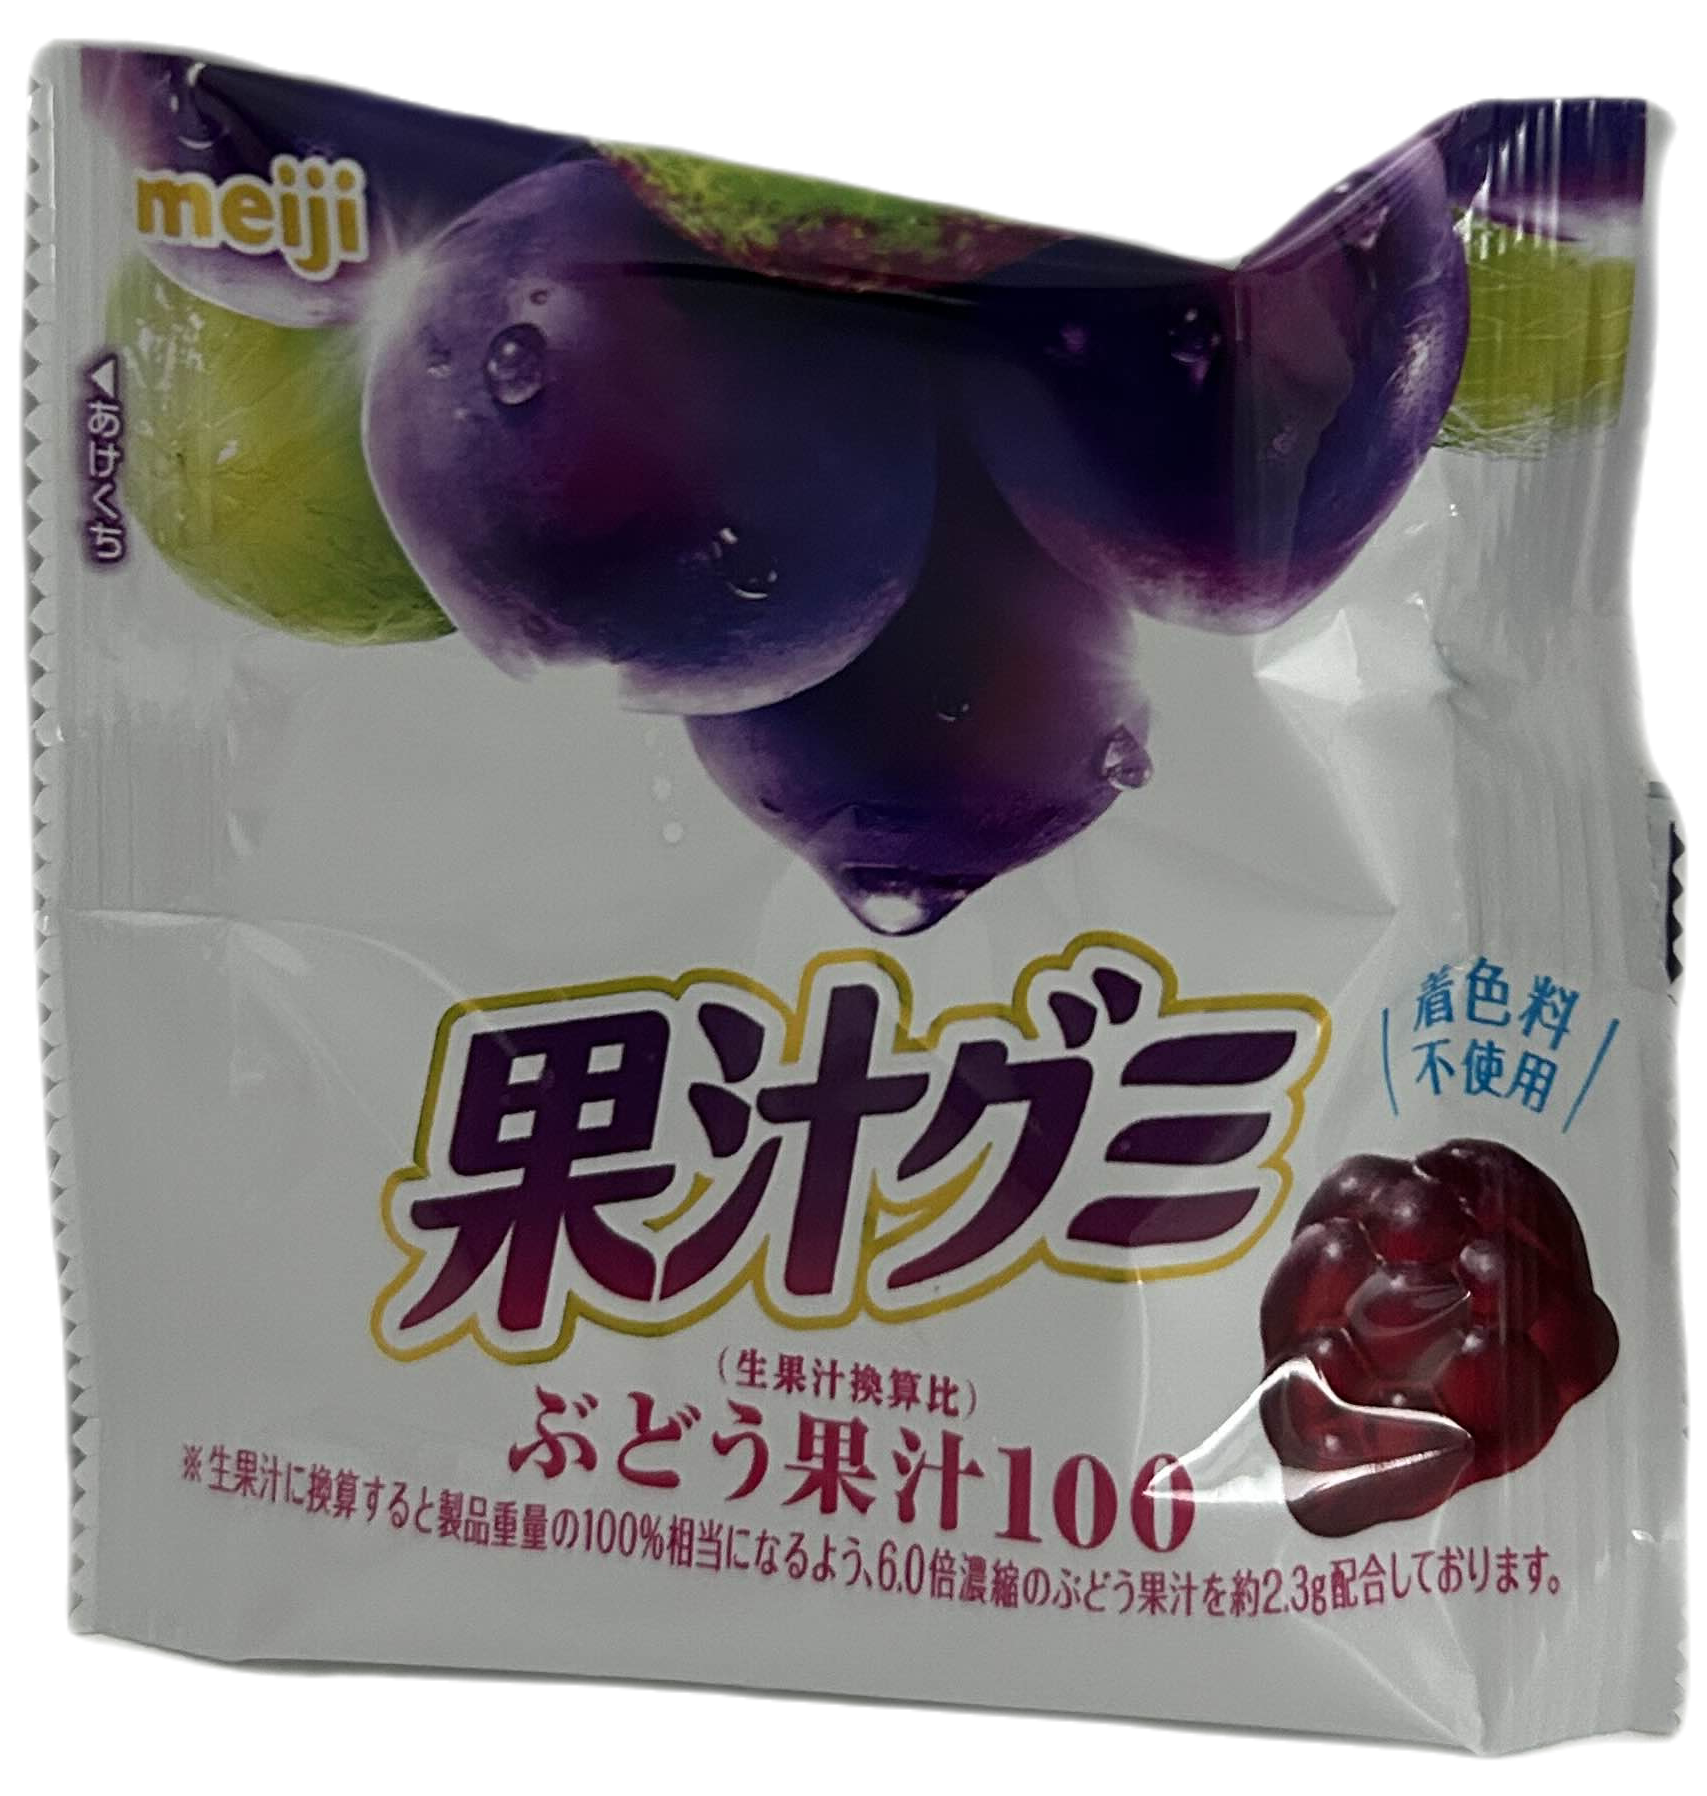 meiji
◀あけくち
果汁グミ
着色料
不使用
(生果汁換算比)
ぶどう果汁100
※生果汁に換算すると製品重量の100%相当になるよう、6.0倍濃縮のぶどう果汁を約2.3g配合しております。